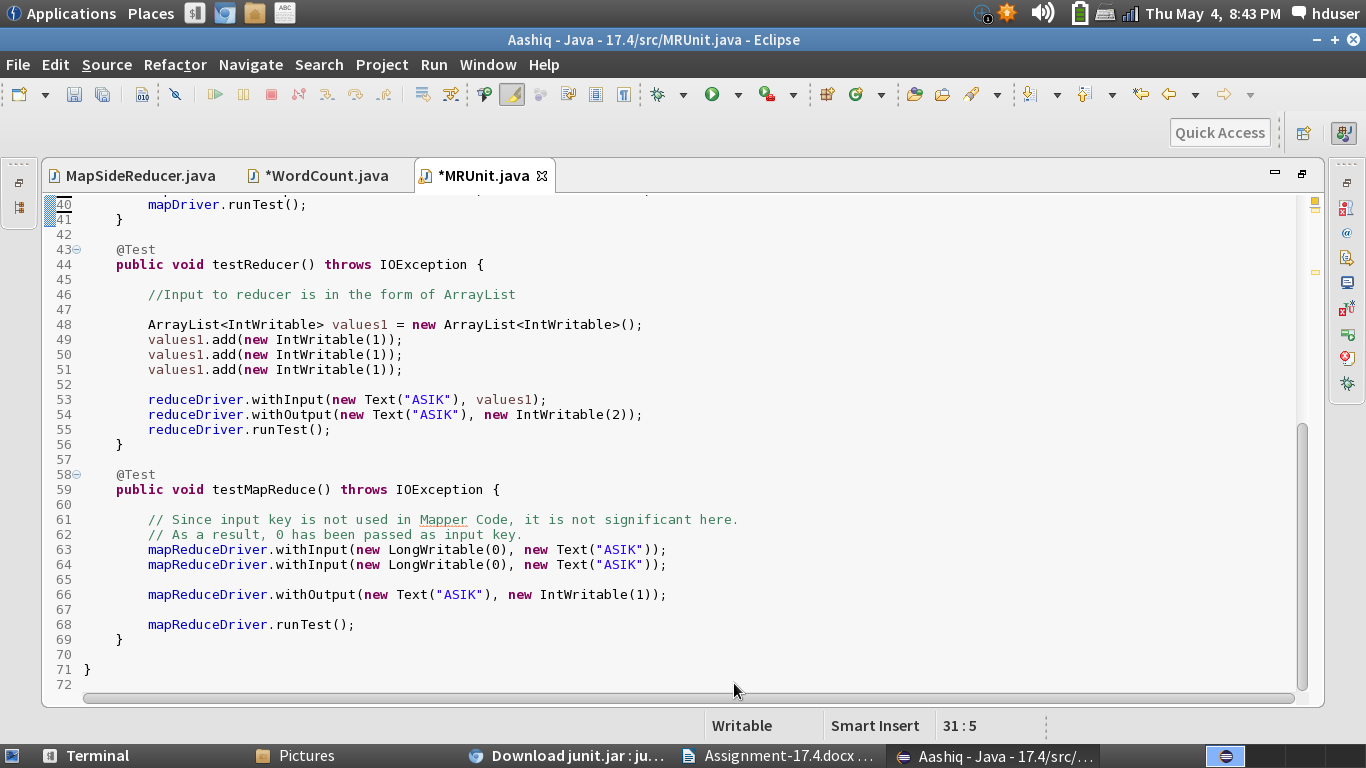 Applications Places Thu May 4, 8:43 PM hduser
Aashiq - Java - 17.4/src/MRUnit.java - Eclipse
File Edit Source Refactor Navigate Search Project Run Window Help
Quick Access
MapSideReducer.java *WordCount.java *MRUnit.java
40 mapDriver.runTest();
41 }
42
43 @Test
44 public void testReducer() throws IOException {
45
46 //Input to reducer is in the form of ArrayList
47
48 ArrayList<IntWritable> values1 = new ArrayList<IntWritable>();
49 values1.add(new IntWritable(1));
50 values1.add(new IntWritable(1));
51 values1.add(new IntWritable(1));
52
53 reduceDriver.withInput(new Text("ASIK"), values1);
54 reduceDriver.withOutput(new Text("ASIK"), new IntWritable(2));
55 reduceDriver.runTest();
56 }
57
58 @Test
59 public void testMapReduce() throws IOException {
60
61 // Since input key is not used in Mapper Code, it is not significant here.
62 // As a result, 0 has been passed as input key.
63 mapReduceDriver.withInput(new LongWritable(0), new Text("ASIK"));
64 mapReduceDriver.withInput(new LongWritable(0), new Text("ASIK"));
65
66 mapReduceDriver.withOutput(new Text("ASIK"), new IntWritable(1));
67
68 mapReduceDriver.runTest();
69 }
70
71 }
72
Writable Smart Insert 31 : 5
Terminal Pictures Download junit.jar : ju... Assignment-17.4.docx ... Aashiq - Java - 17.4/src/...